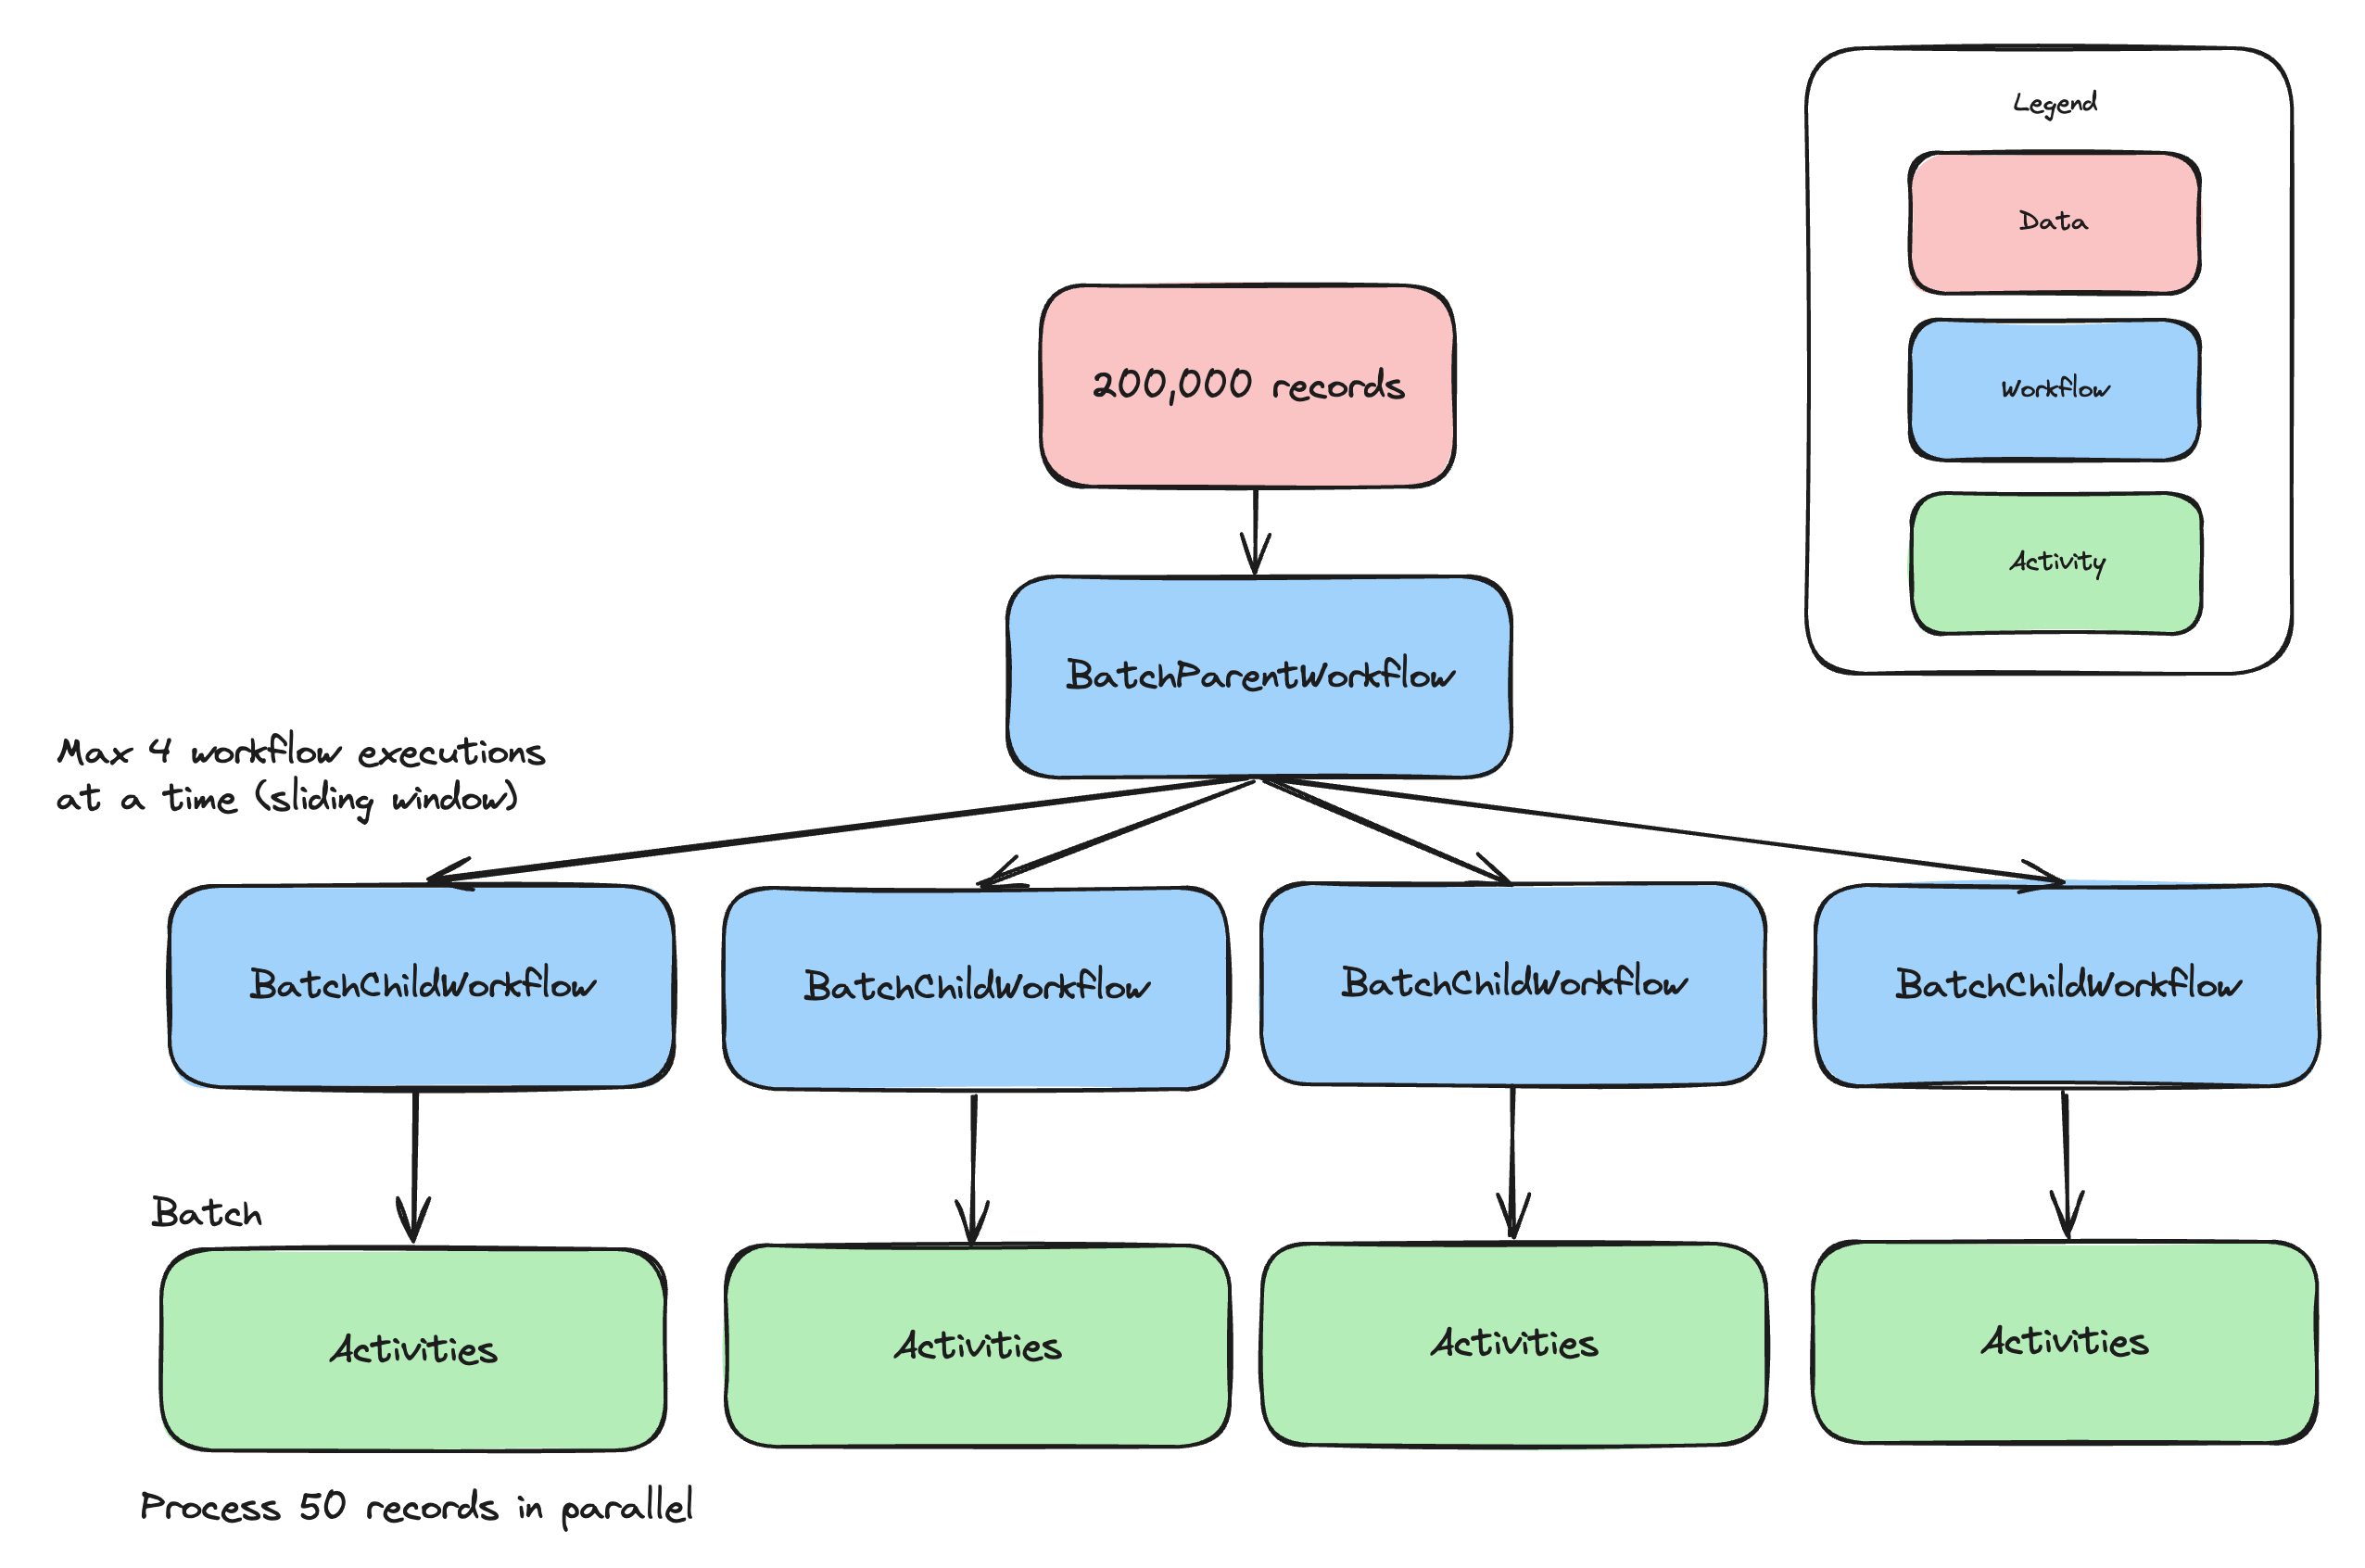 Legend
Data
Workflow
Activity
200,000 records
BatchParentWorkflow
Max 4 workflow executions
at a time (sliding window)
BatchChildWorkflow
BatchChildWorkflow
BatchChildWorkflow
BatchChildWorkflow
Batch
Activities
Activities
Activities
Activities
Process 50 records in parallel